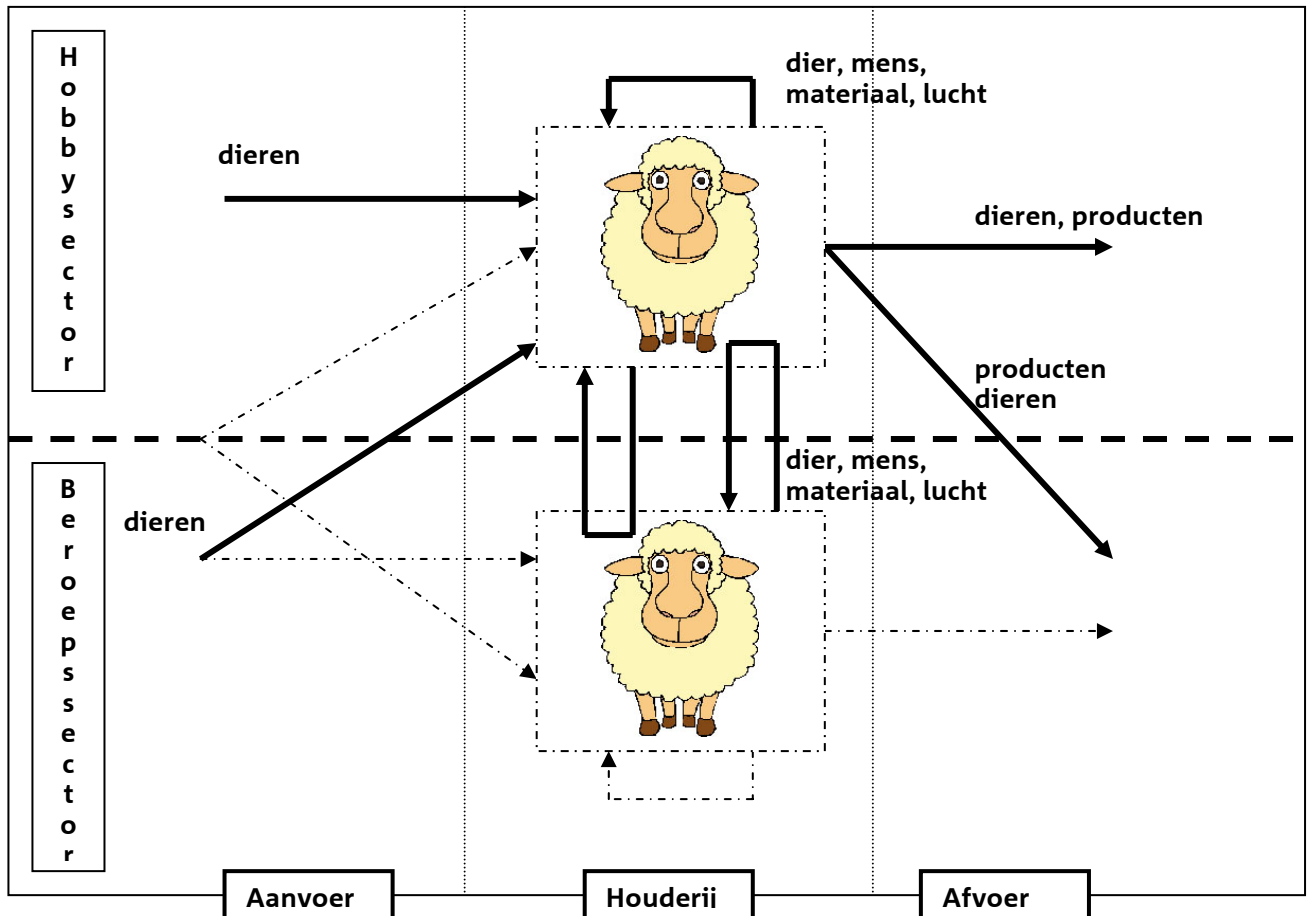 Hobbysector
dier, mens,
materiaal, lucht
dieren
dieren, producten
producten
dieren
Beroepssector
dieren
dier, mens,
materiaal, lucht
Aanvoer
Houderij
Afvoer